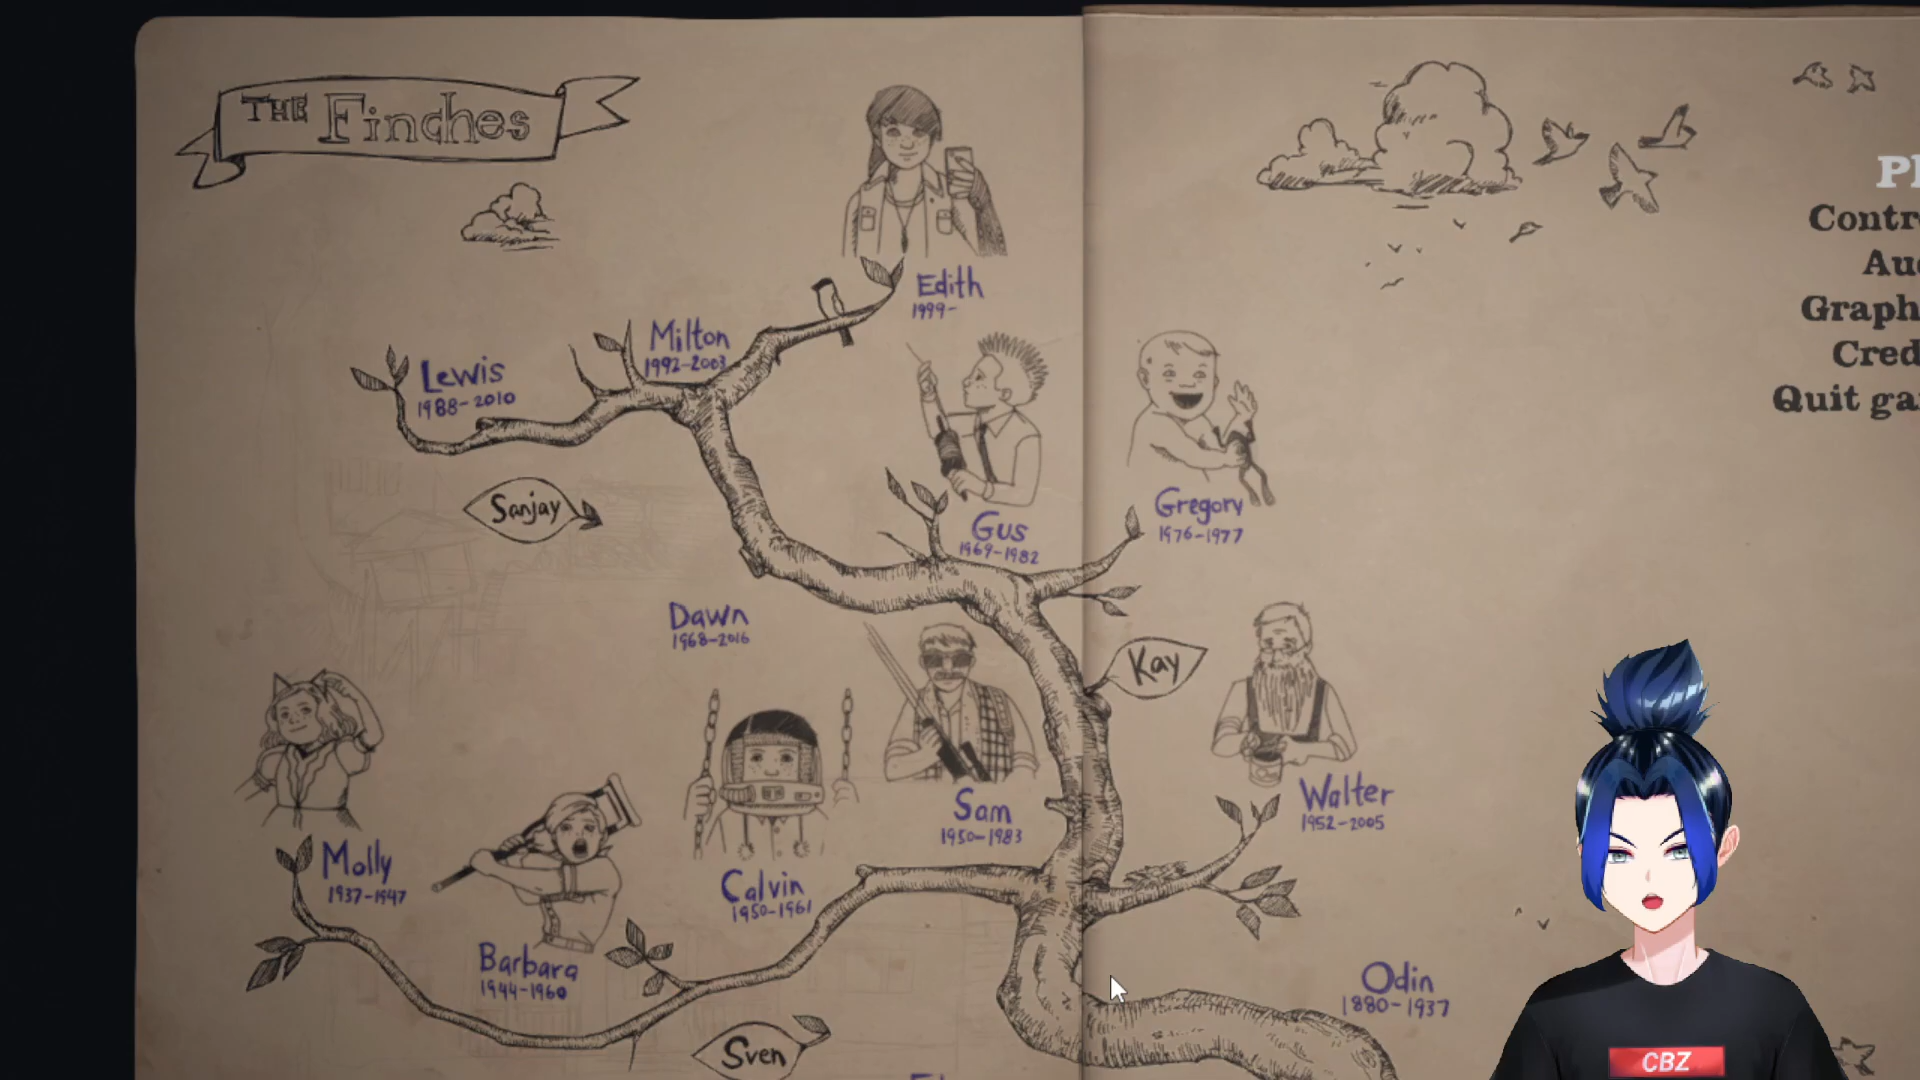 THE Finches
Edith
1999-
Milton
1992-2003
Lewis
1988-2010
Sanjay
Gus
1969-1982
Gregory
1976-1977
Dawn
1968-2016
Kay
Sam
1950-1983
Walter
1952-2005
Calvin
1950-1961
Molly
1937-1947
Barbara
1944-1960
Sven
Odin
1880-1937
Contro
Graph
Cred
Quit ga
CBZ